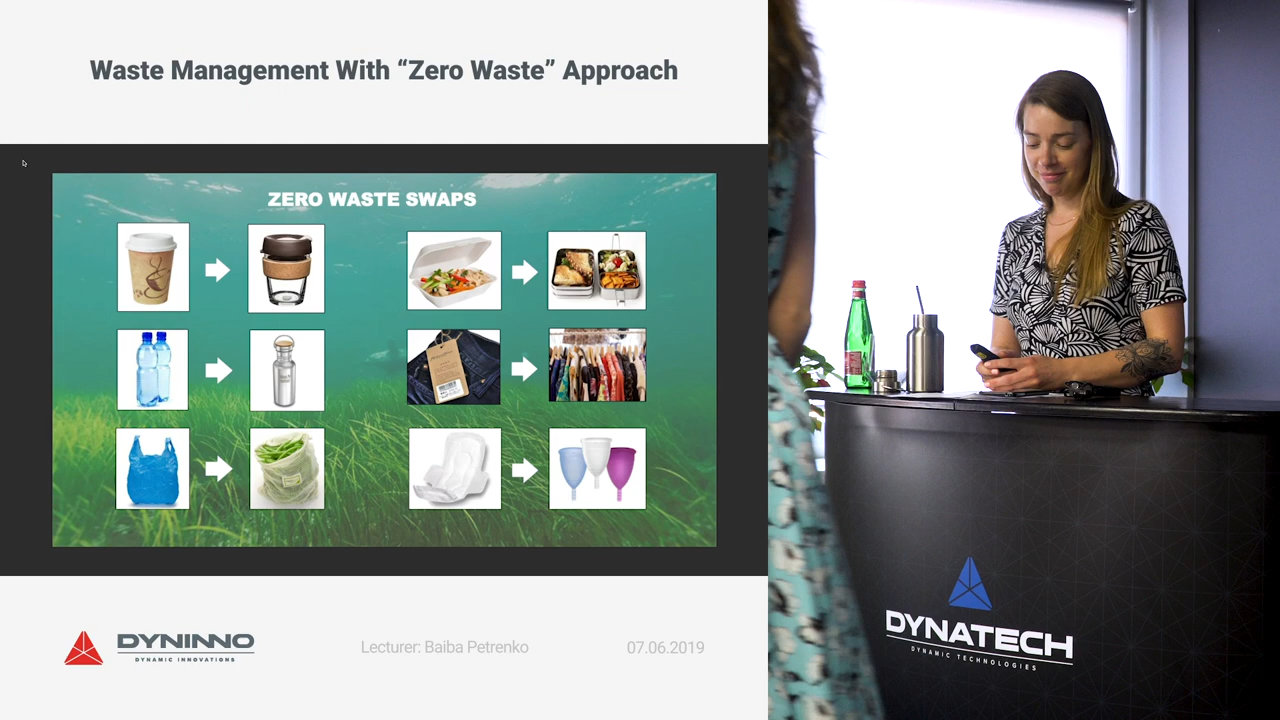 Waste Management With “Zero Waste” Approach
ZERO WASTE SWAPS
DYNINNO
DYNAMIC INNOVATIONS
Lecturer: Baiba Petrenko
07.06.2019
DYNATECH
DYNAMIC TECHNOLOGIES